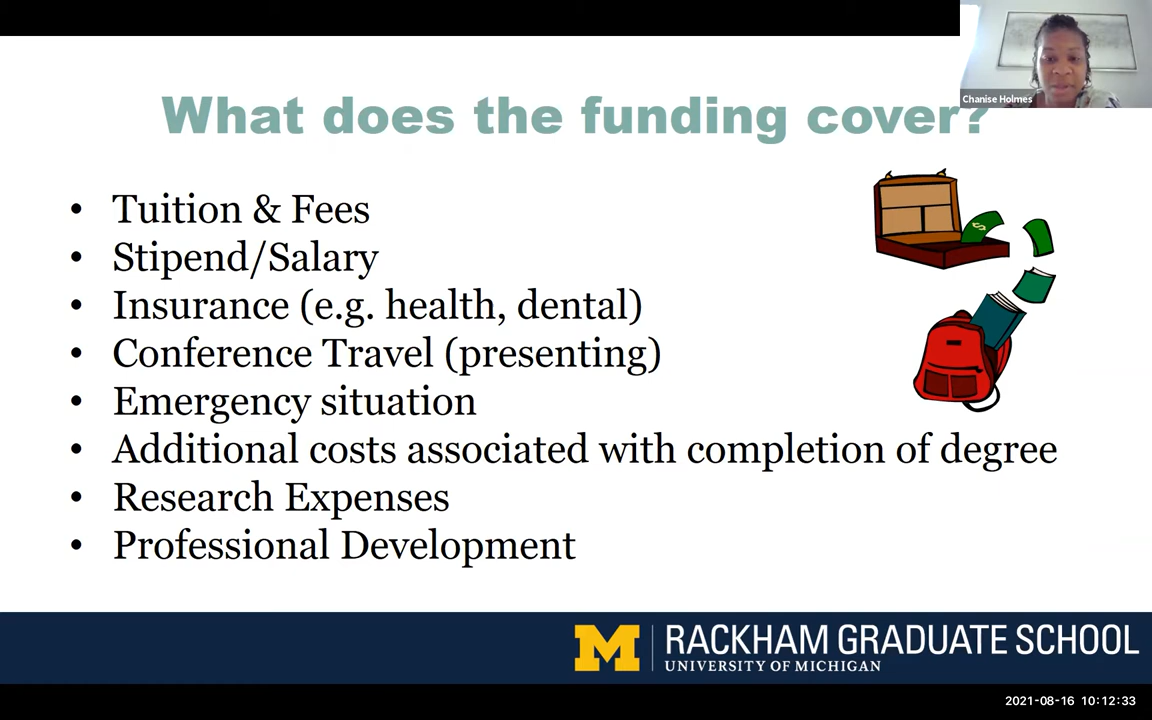 Chanise Holmes
What does the funding cover?
• Tuition & Fees
• Stipend/Salary
• Insurance (e.g. health, dental)
• Conference Travel (presenting)
• Emergency situation
• Additional costs associated with completion of degree
• Research Expenses
• Professional Development
$
M RACKHAM GRADUATE SCHOOL
UNIVERSITY OF MICHIGAN
2021-08-16 10:12:33